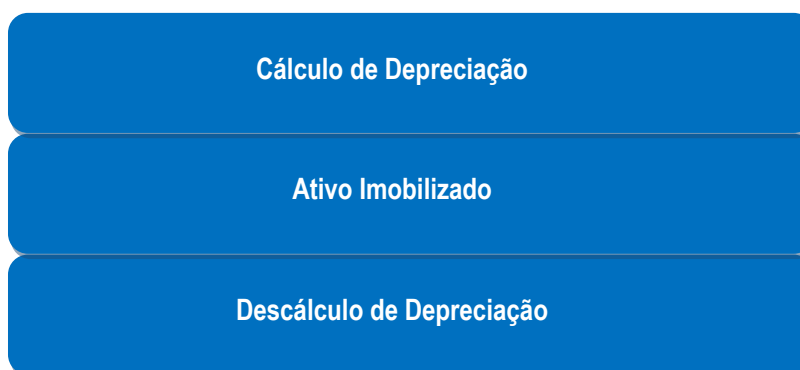 Cálculo de Depreciação
Ativo Imobilizado
Descálculo de Depreciação